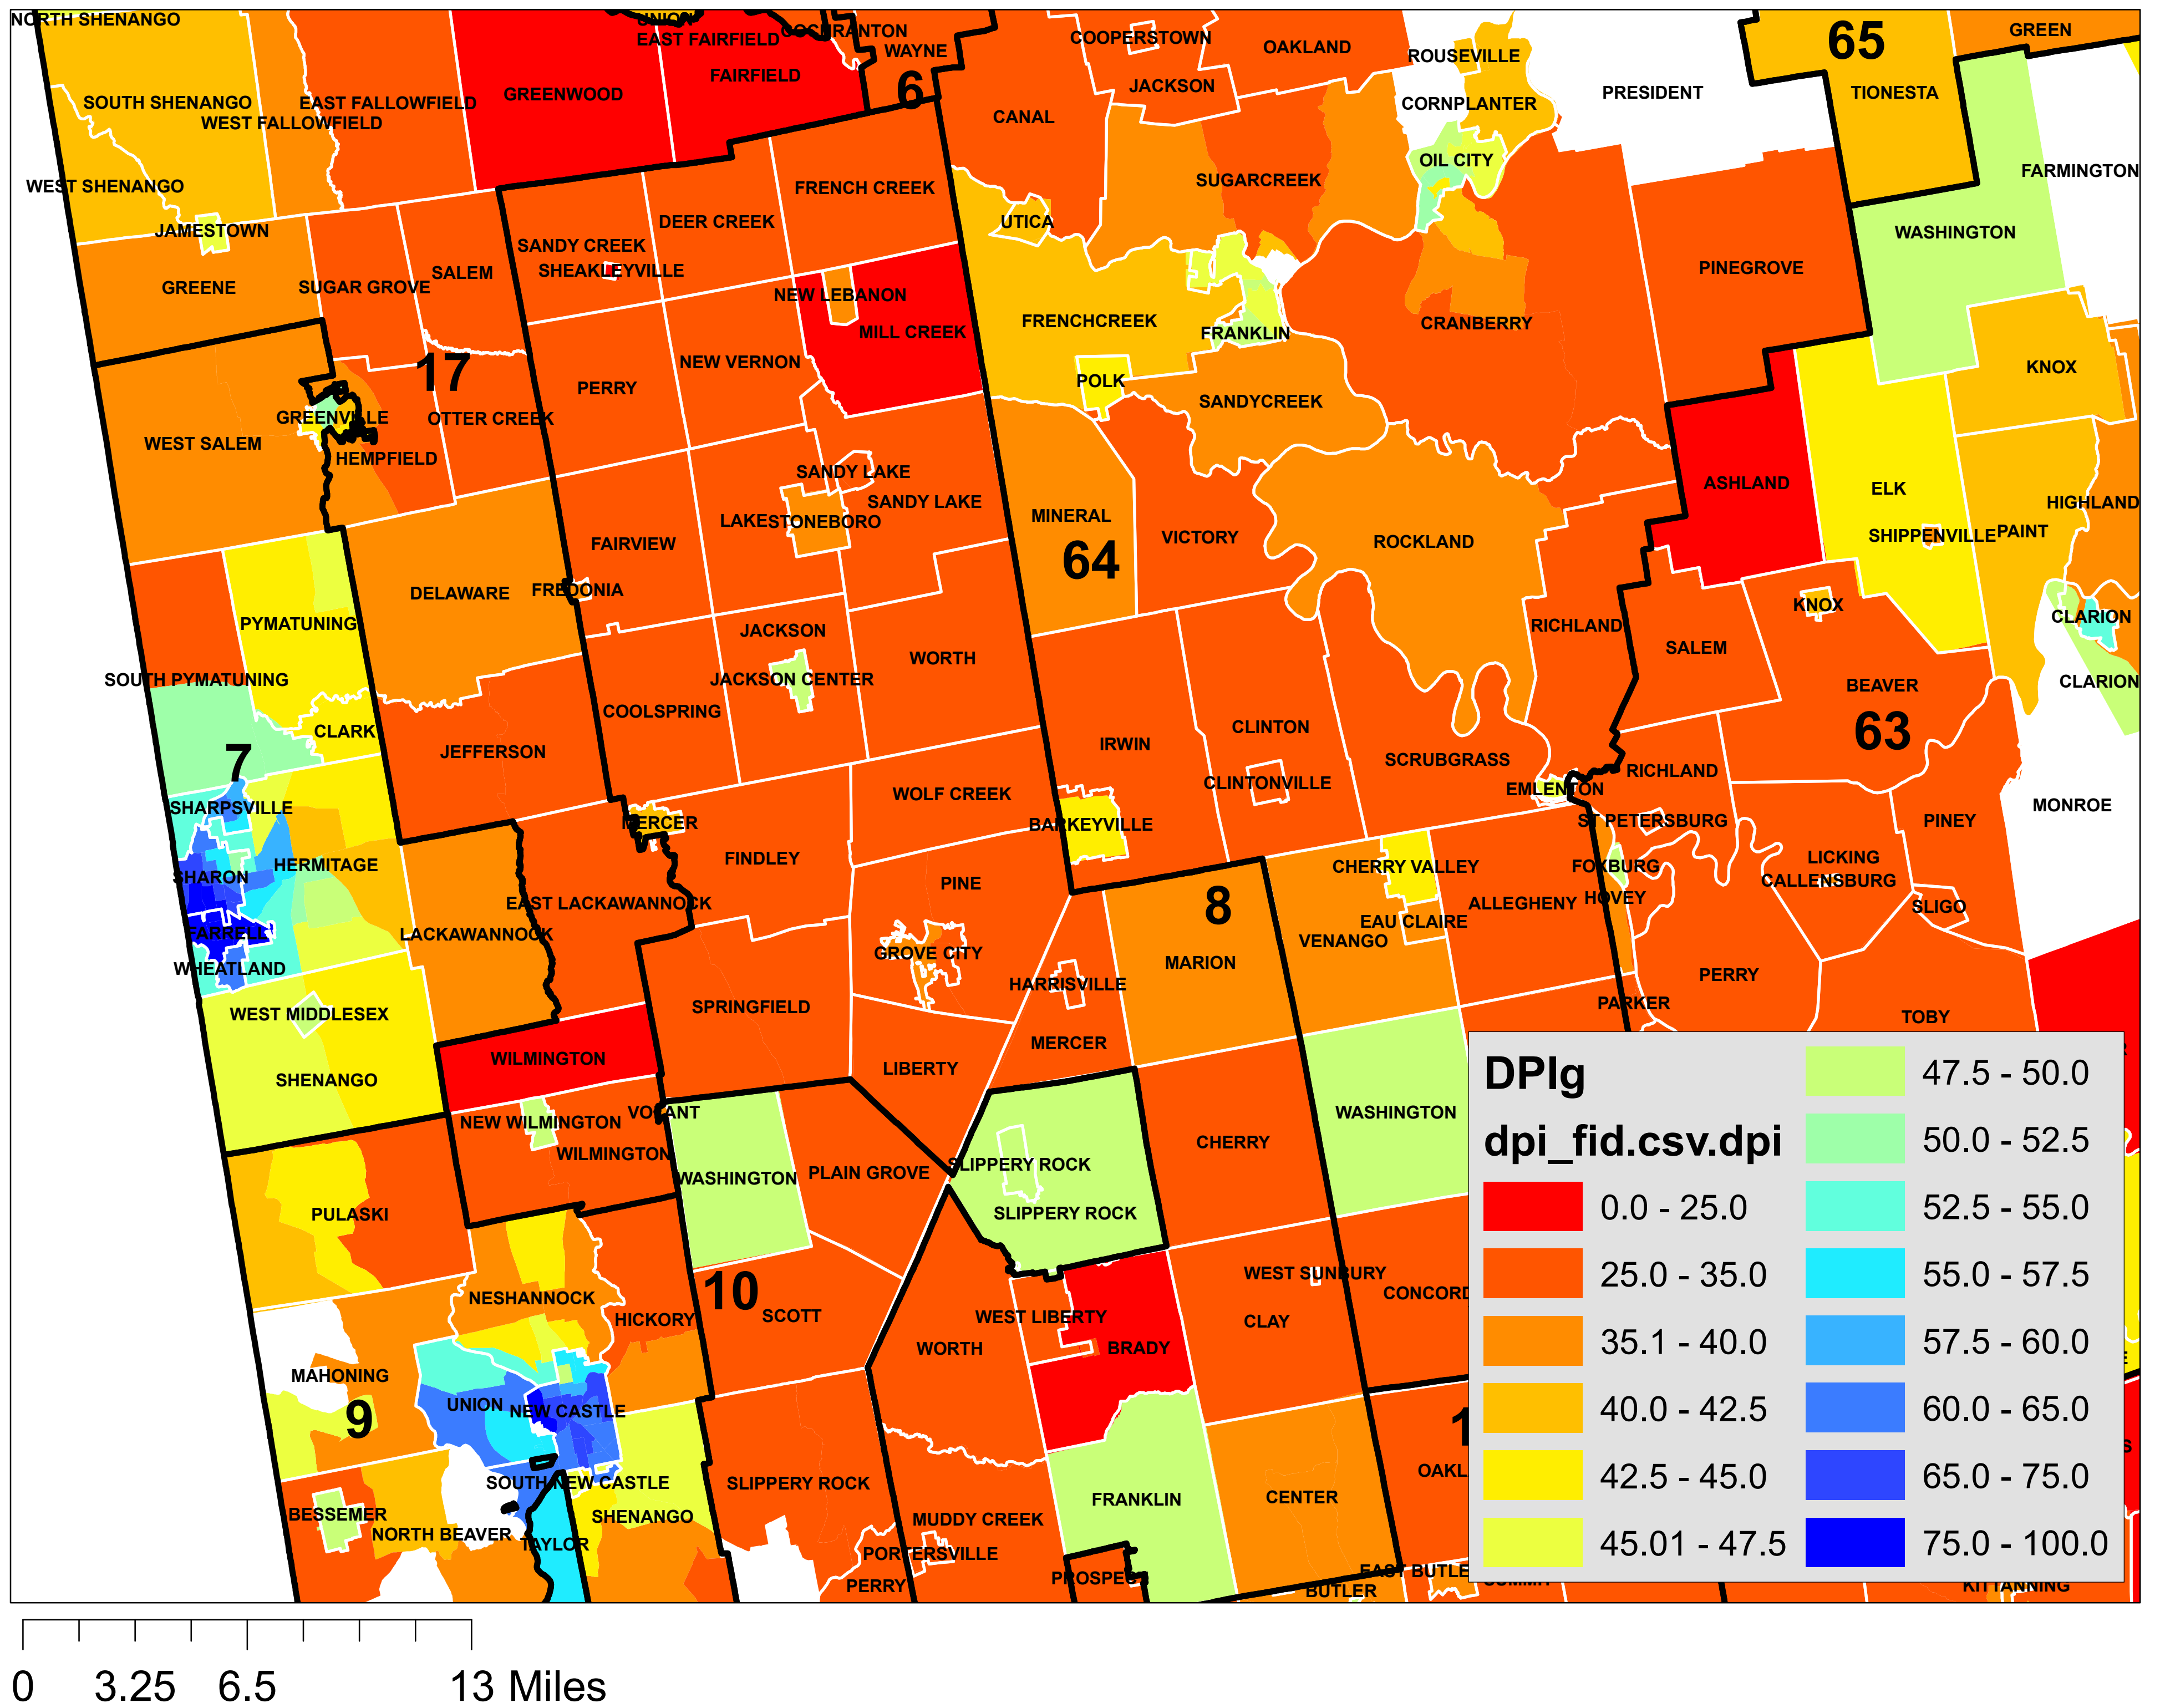 NORTH SHENANGO
UNION
COCHRANTON
EAST FAIRFIELD
WAYNE
COOPERSTOWN
OAKLAND
ROUSEVILLE
65
GREEN
FAIRFIELD
6
JACKSON
GREENWOOD
PRESIDENT
TIONESTA
SOUTH SHENANGO
EAST FALLOWFIELD
CORNPLANTER
WEST FALLOWFIELD
CANAL
OIL CITY
FARMINGTON
WEST SHENANGO
FRENCH CREEK
SUGARCREEK
JAMESTOWN
DEER CREEK
UTICA
WASHINGTON
SANDY CREEK
SHEAKLEYVILLE
SALEM
PINEGROVE
GREENE
SUGAR GROVE
NEW LEBANON
FRENCHCREEK
CRANBERRY
MILL CREEK
FRANKLIN
17
NEW VERNON
KNOX
PERRY
POLK
SANDYCREEK
GREENVILLE
OTTER CREEK
WEST SALEM
HEMPFIELD
SANDY LAKE
ASHLAND
ELK
SANDY LAKE
HIGHLAND
LAKE
STONEBORO
MINERAL
VICTORY
ROCKLAND
SHIPPENVILLE
PAINT
FAIRVIEW
64
DELAWARE
FREDONIA
KNOX
CLARION
PYMATUNING
JACKSON
RICHLAND
SALEM
WORTH
SOUTH PYMATUNING
JACKSON CENTER
BEAVER
CLARION
COOLSPRING
CLARK
CLINTON
63
7
JEFFERSON
IRWIN
SCRUBGRASS
RICHLAND
CLINTONVILLE
EMLENTON
SHARPSVILLE
WOLF CREEK
MONROE
MERCER
BARKEYVILLE
ST PETERSBURG
PINEY
HERMITAGE
FINDLEY
CHERRY VALLEY
FOXBURG
LICKING
SHARON
PINE
CALLENSBURG
EAST LACKAWANNOCK
8
ALLEGHENY
HOVEY
SLIGO
FARRELL
LACKAWANNOCK
EAU CLAIRE
VENANGO
GROVE CITY
MARION
WHEATLAND
HARRISVILLE
PERRY
SPRINGFIELD
PARKER
WEST MIDDLESEX
TOBY
MERCER
WILMINGTON
LIBERTY
SHENANGO
NEW WILMINGTON
VOLANT
WASHINGTON
WILMINGTON
CHERRY
SLIPPERY ROCK
WASHINGTON
PLAIN GROVE
PULASKI
SLIPPERY ROCK
10
WEST SUNBURY
CONCORD
NESHANNOCK
HICKORY
SCOTT
WEST LIBERTY
CLAY
WORTH
BRADY
MAHONING
UNION
NEW CASTLE
9
SOUTH NEW CASTLE
SLIPPERY ROCK
OAKL
FRANKLIN
CENTER
BESSEMER
SHENANGO
NORTH BEAVER
MUDDY CREEK
TAYLOR
PORTERSVILLE
PROSPECT
EAST BUTLE
PERRY
BUTLER
KITTANNING
1
DPIg
dpi_fid.csv.dpi
0.0 - 25.0
25.0 - 35.0
35.1 - 40.0
40.0 - 42.5
42.5 - 45.0
45.01 - 47.5
47.5 - 50.0
50.0 - 52.5
52.5 - 55.0
55.0 - 57.5
57.5 - 60.0
60.0 - 65.0
65.0 - 75.0
75.0 - 100.0
0 3.25 6.5 13 Miles